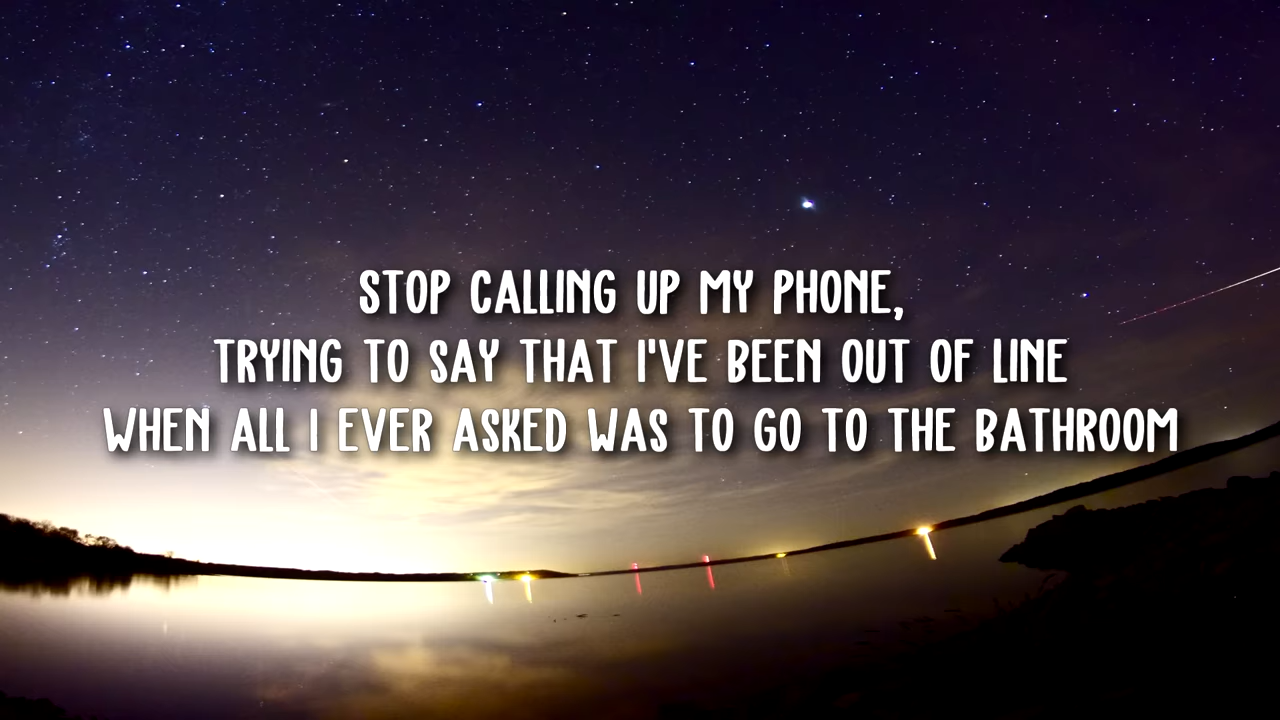 STOP CALLING UP MY PHONE,
TRYING TO SAY THAT I'VE BEEN OUT OF LINE
WHEN ALL I EVER ASKED WAS TO GO TO THE BATHROOM